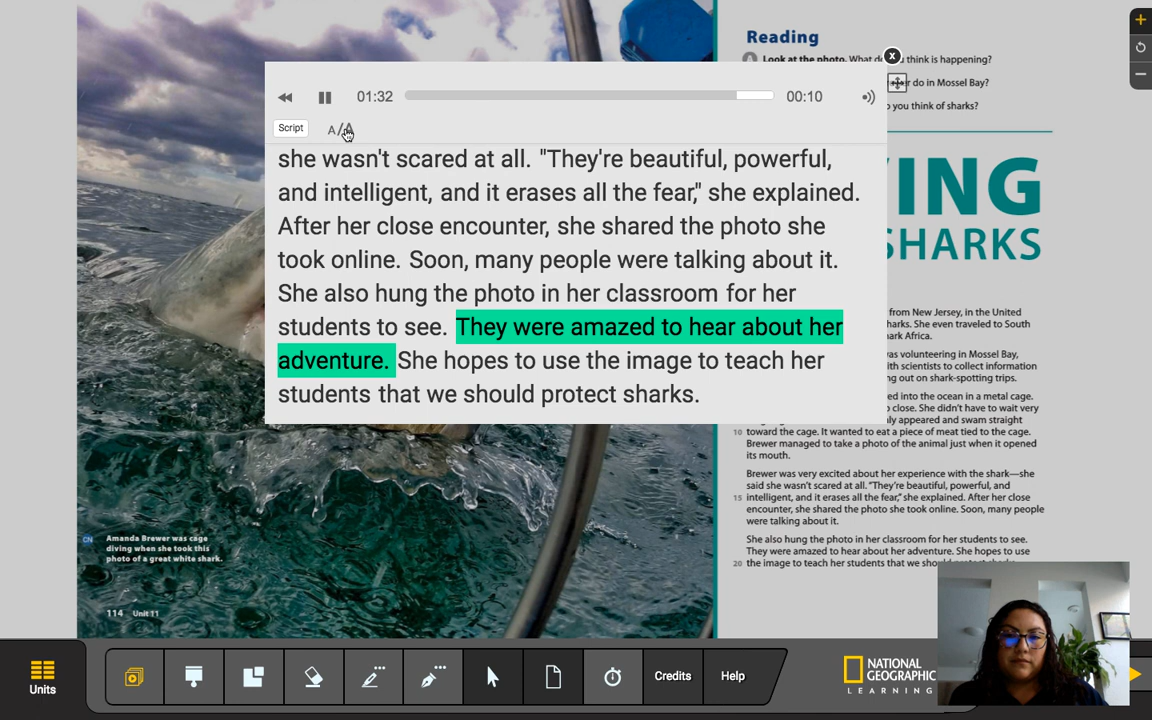 Reading
Look at the photo. What do you think is happening?
er do in Mossel Bay?
o you think of sharks?
x
01:32
00:10
Script
A/A
she wasn't scared at all. "They're beautiful, powerful,
and intelligent, and it erases all the fear," she explained.
After her close encounter, she shared the photo she
took online. Soon, many people were talking about it.
She also hung the photo in her classroom for her
students to see. They were amazed to hear about her
adventure. She hopes to use the image to teach her
students that we should protect sharks.
ING
SHARKS
from New Jersey, in the United
harks. She even traveled to South
ark Africa.
was volunteering in Mossel Bay,
ith scientists to collect information
ng out on shark-spotting trips.
ed into the ocean in a metal cage.
o close. She didn't have to wait very
ly appeared and swam straight
10 toward the cage. It wanted to eat a piece of meat tied to the cage.
Brewer managed to take a photo of the animal just when it opened
its mouth.
Brewer was very excited about her experience with the shark—she
said she wasn't scared at all. "They're beautiful, powerful, and
15 intelligent, and it erases all the fear," she explained. After her close
encounter, she shared the photo she took online. Soon, many people
were talking about it.
She also hung the photo in her classroom for her students to see.
They were amazed to hear about her adventure. She hopes to use
20 the image to teach her students that we should protect sharks.
CN
Amanda Brewer was cage
diving when she took this
photo of a great white shark.
114 Unit 11
Units
Credits
Help
NATIONAL
GEOGRAPHIC
LEARNING